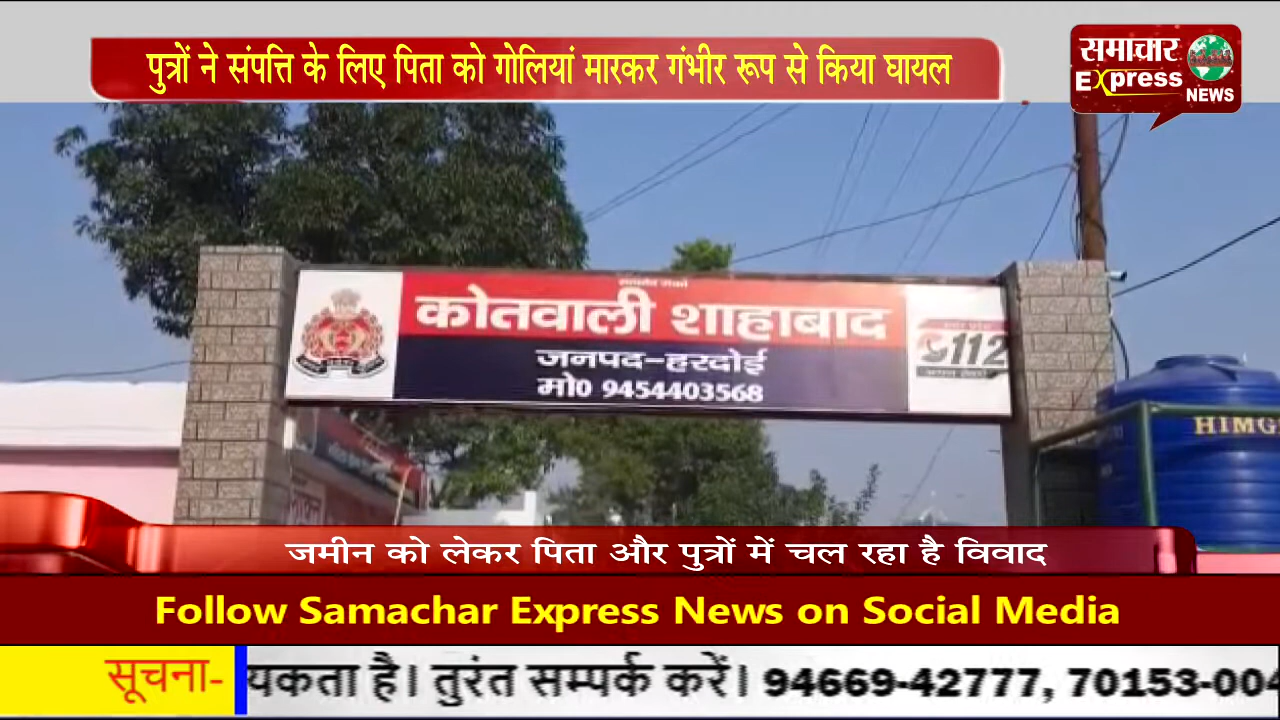 पुत्रों ने संपत्ति के लिए पिता को गोलियां मारकर गंभीर रूप से किया घायल
समाचार
Express
NEWS
कोतवाली शाहाबाद
जनपद-हरदोई
मो0 9454403568
112
HIMG
जमीन को लेकर पिता और पुत्रों में चल रहा है विवाद
Follow Samachar Express News on Social Media
सूचना- यकता है। तुरंत सम्पर्क करें। 94669-42777, 70153-004